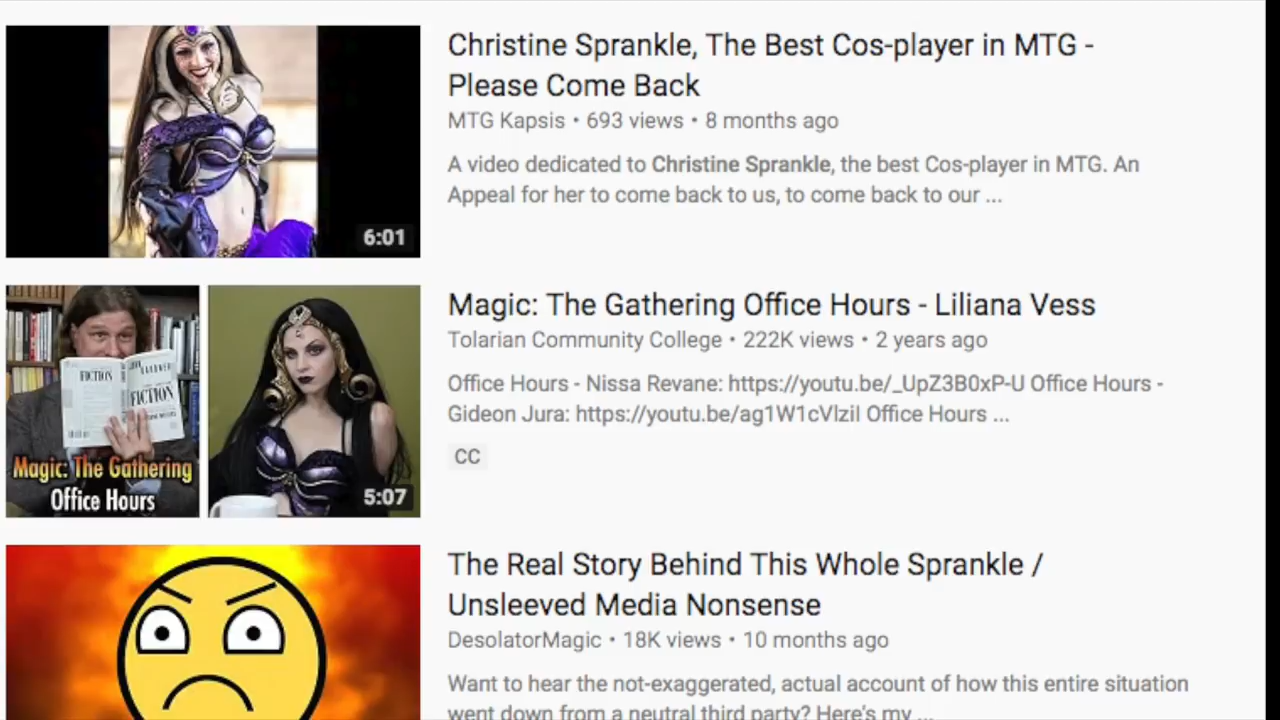 Christine Sprankle, The Best Cos-player in MTG -
Please Come Back
MTG Kapsis • 693 views • 8 months ago
A video dedicated to Christine Sprankle, the best Cos-player in MTG. An
Appeal for her to come back to us, to come back to our ...
6:01
Magic: The Gathering Office Hours - Liliana Vess
Tolarian Community College • 222K views • 2 years ago
Office Hours - Nissa Revane: https://youtu.be/_UpZ3B0xP-U Office Hours -
Gideon Jura: https://youtu.be/ag1W1cVlziI Office Hours ...
CC
FICTION
FICTION
Magic: The Gathering
Office Hours
5:07
The Real Story Behind This Whole Sprankle /
Unsleeved Media Nonsense
DesolatorMagic • 18K views • 10 months ago
Want to hear the not-exaggerated, actual account of how this entire situation
went down from a neutral third party? Here's my ...